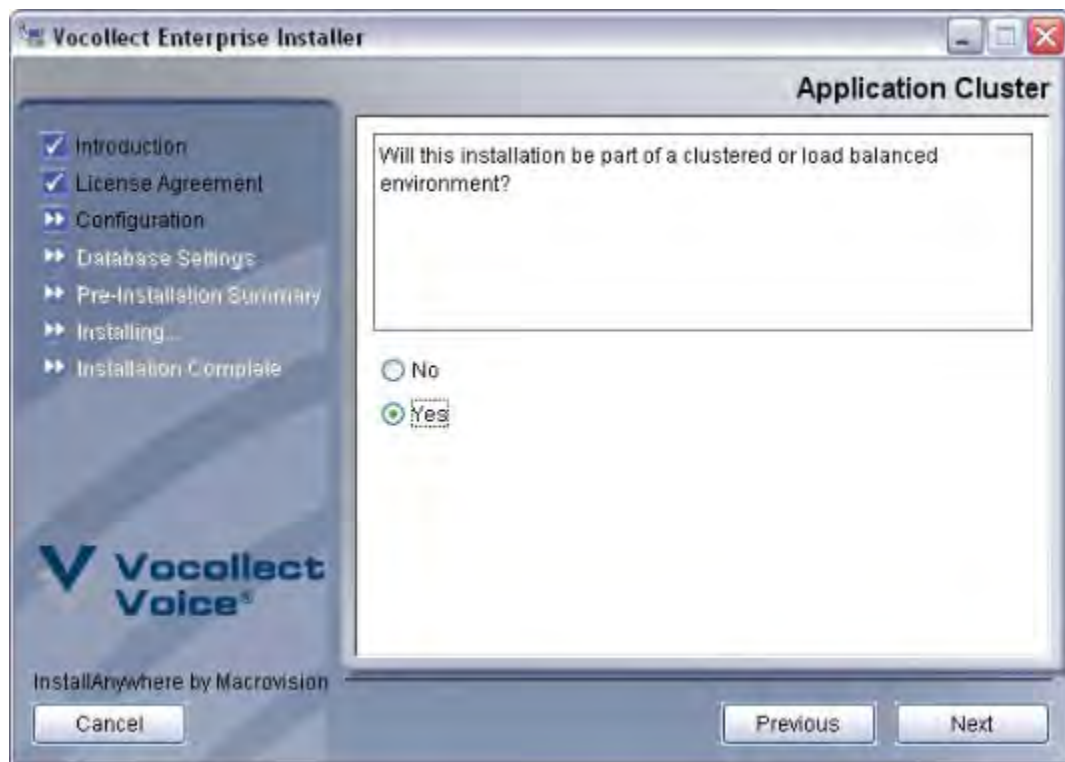 Vocollect Enterprise Installer
Application Cluster
Introduction
License Agreement
Configuration
Database Settings
Pre-Installation Summary
Installing...
Installation Complete
Will this installation be part of a clustered or load balanced
environment?
No
Yes
Vocollect
Voice®
InstallAnywhere by Macrovision
Cancel
Previous
Next